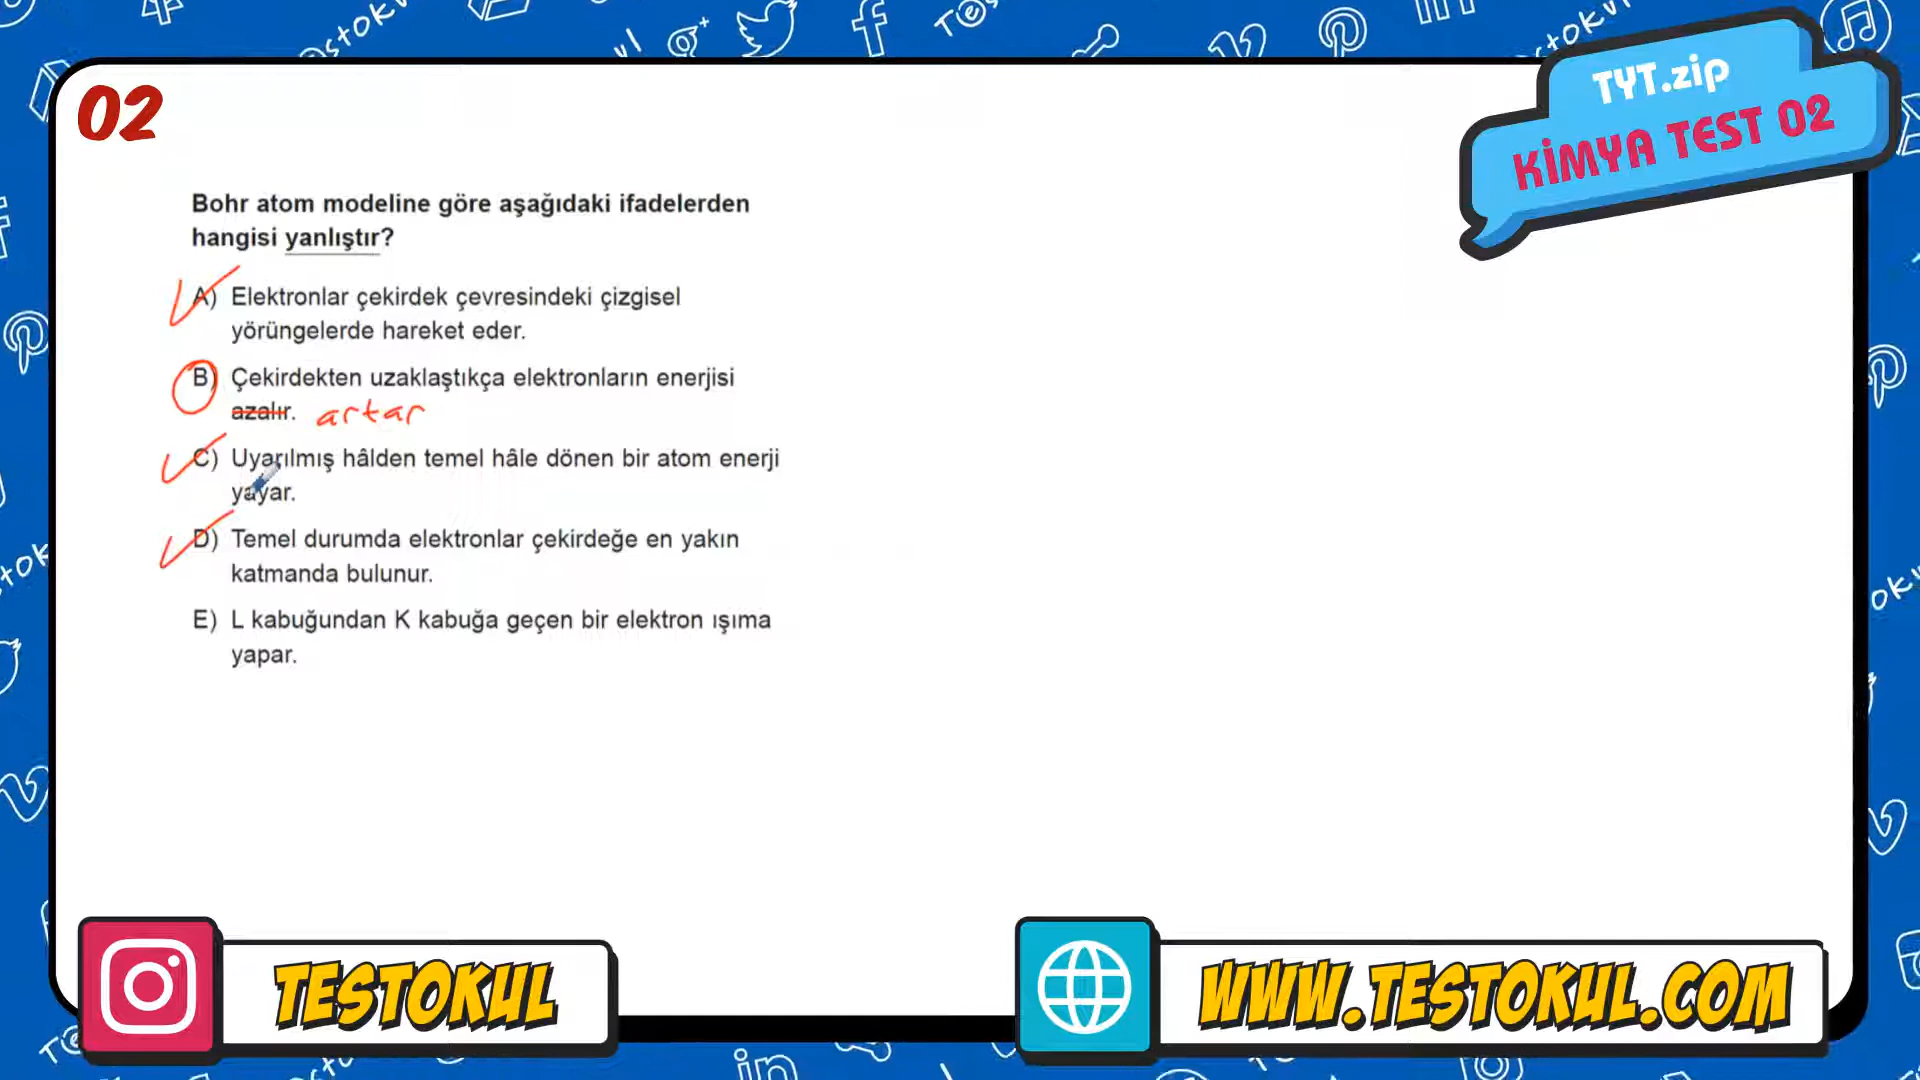 02
TYT.zip
KİMYA TEST 02
Bohr atom modeline göre aşağıdaki ifadelerden
hangisi yanlıştır?
A) Elektronlar çekirdek çevresindeki çizgisel
yörüngelerde hareket eder.
B) Çekirdekten uzaklaştıkça elektronların enerjisi
azalır. artar
C) Uyarılmış hâlden temel hâle dönen bir atom enerji
yayar.
D) Temel durumda elektronlar çekirdeğe en yakın
katmanda bulunur.
E) L kabuğundan K kabuğa geçen bir elektron ışıma
yapar.
TESTOKUL
WWW.TESTOKUL.COM